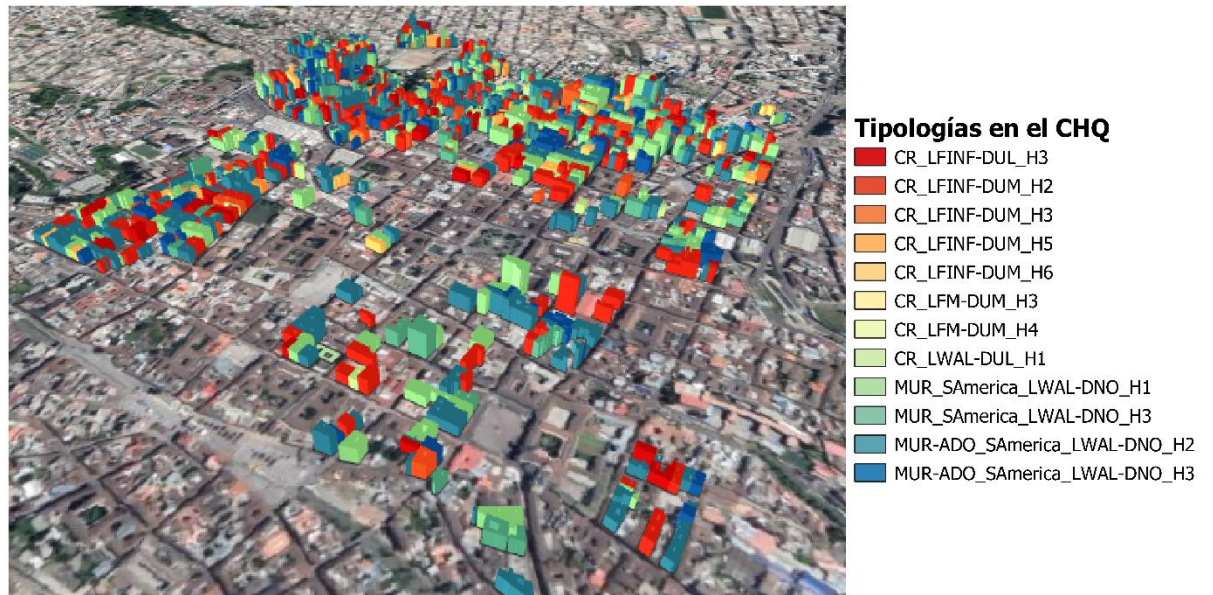 Tipologías en el CHQ
CR_LFINF-DUL_H3
CR_LFINF-DUM_H2
CR_LFINF-DUM_H3
CR_LFINF-DUM_H5
CR_LFINF-DUM_H6
CR_LFM-DUM_H3
CR_LFM-DUM_H4
CR_LWAL-DUL_H1
MUR_SAmerica_LWAL-DNO_H1
MUR_SAmerica_LWAL-DNO_H3
MUR-ADO_SAmerica_LWAL-DNO_H2
MUR-ADO_SAmerica_LWAL-DNO_H3